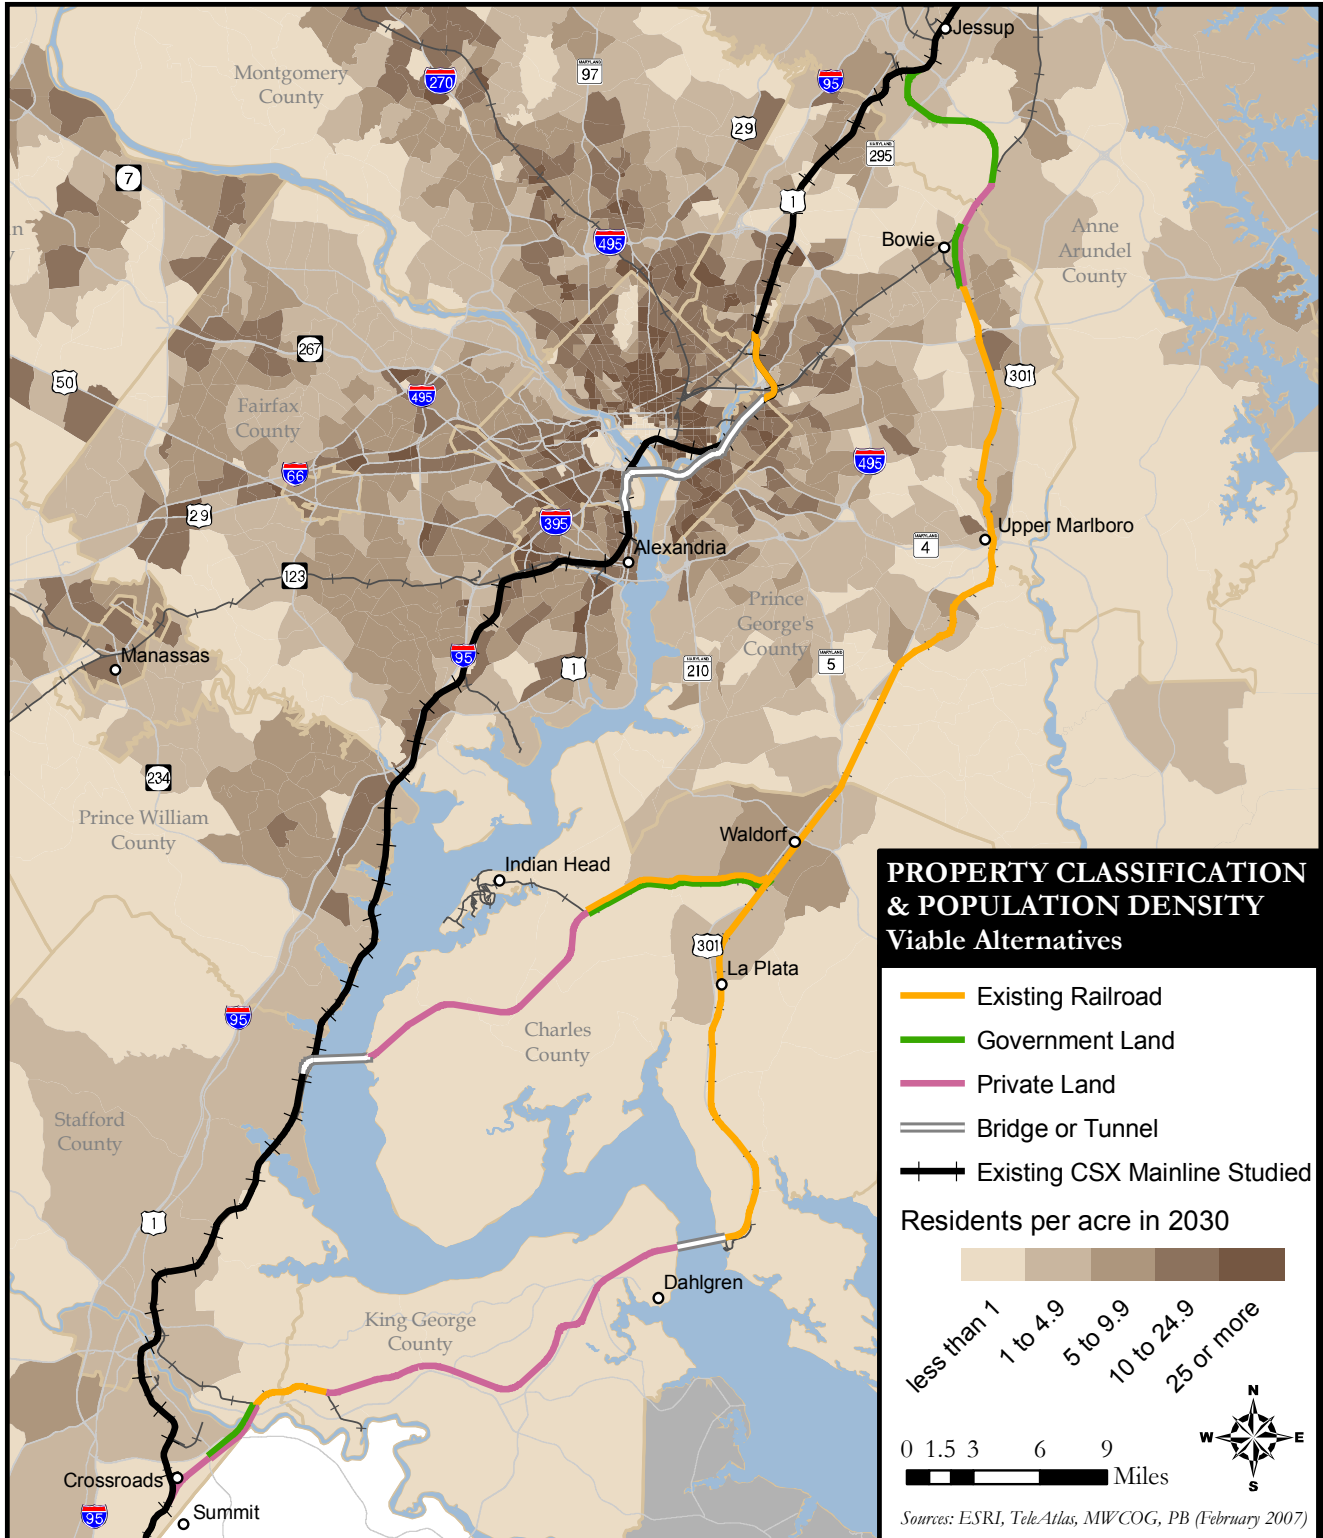 Jessup
Montgomery
County
270
MARYLAND
97
95
29
MARYLAND
295
7
1
495
Bowie
Anne
Arundel
County
267
50
495
Fairfax
County
301
66
495
29
395
Alexandria
MARYLAND
4
Upper Marlboro
123
Prince
George's
County
95
Manassas
1
MARYLAND
210
MARYLAND
5
234
Prince William
County
Waldorf
Indian Head
301
La Plata
95
Charles
County
Stafford
County
1
Dahlgren
King George
County
Crossroads
Summit
95
PROPERTY CLASSIFICATION
& POPULATION DENSITY
Viable Alternatives
Existing Railroad
Government Land
Private Land
Bridge or Tunnel
Existing CSX Mainline Studied
Residents per acre in 2030
less than 1
1 to 4.9
5 to 9.9
10 to 24.9
25 or more
N
W E
S
0 1.5 3 6 9
Miles
Sources: ESRI, TeleAtlas, MWCOG, PB (February 2007)